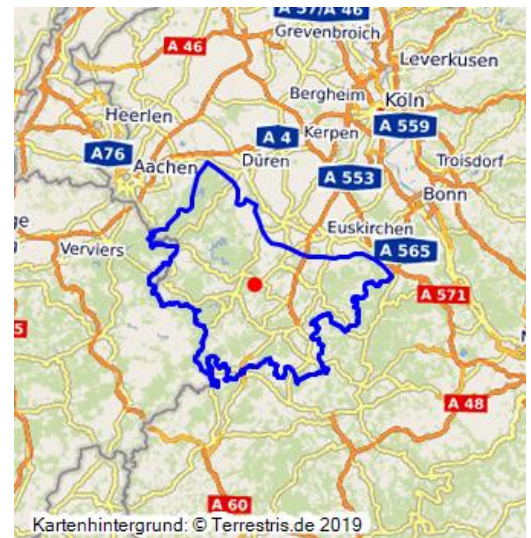 A 57/A 46
Grevenbroich
A 46
Leverkusen
Bergheim
Köln
Heerlen
A 4
Kerpen
A 559
A76
Aachen
Düren
A 553
Troisdorf
Bonn
Euskirchen
Verviers
A 565
A 571
A 48
A 60
Kartenhintergrund: © Terrestris.de 2019